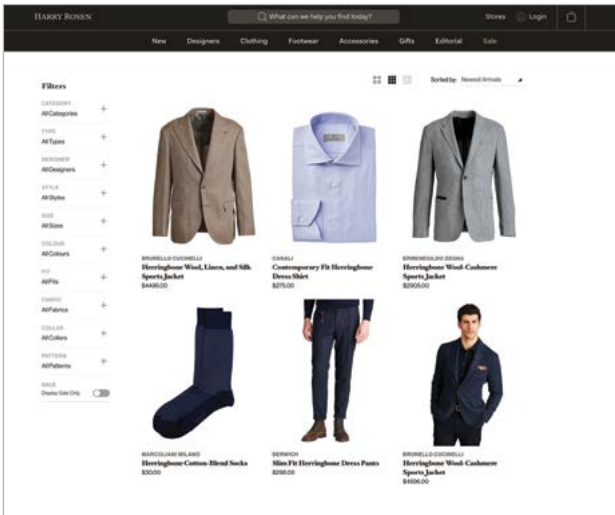 HARRY ROSEN
What can we help you find today?
Stores
Login
New Designers Clothing Footwear Accessories Gifts Editorial Sale
Sorted by: Newest Arrivals
Filters
CATEGORY
All Categories
TYPE
All Types
DESIGNER
All Designers
STYLE
All Styles
SIZE
All Sizes
COLOUR
All Colours
FIT
All Fits
FABRIC
All Fabrics
COLLAR
All Collars
PATTERN
All Patterns
SALE
Display Sale Only
BRUNELLO CUCINELLI
Herringbone Wool, Linen, and Silk
Sports Jacket
$4495.00
CANALI
Contemporary Fit Herringbone
Dress Shirt
$275.00
ERMENEGILDO ZEGNA
Herringbone Wool-Cashmere
Sports Jacket
$2905.00
MARCOLIANI MILANO
Herringbone Cotton-Blend Socks
$30.00
BERWICH
Slim Fit Herringbone Dress Pants
$298.00
BRUNELLO CUCINELLI
Herringbone Wool-Cashmere
Sports Jacket